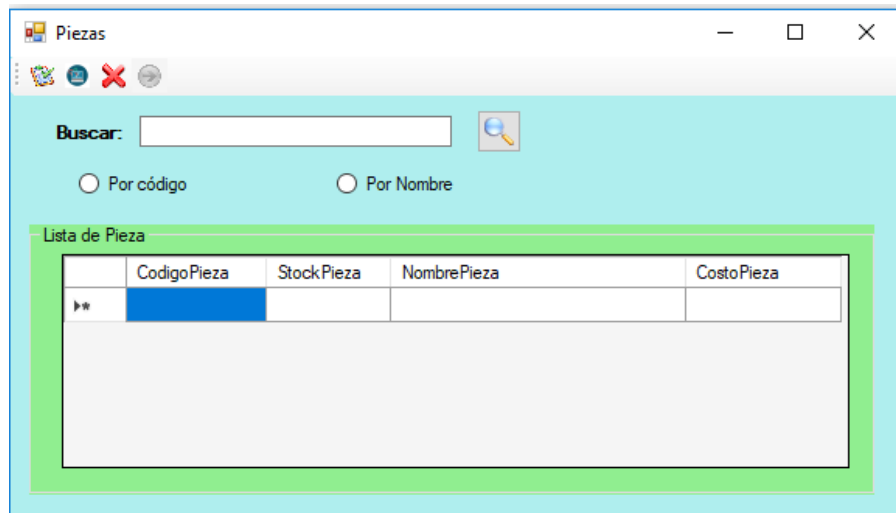 Piezas
Buscar:
Por código Por Nombre
Lista de Pieza
CodigoPieza StockPieza NombrePieza CostoPieza